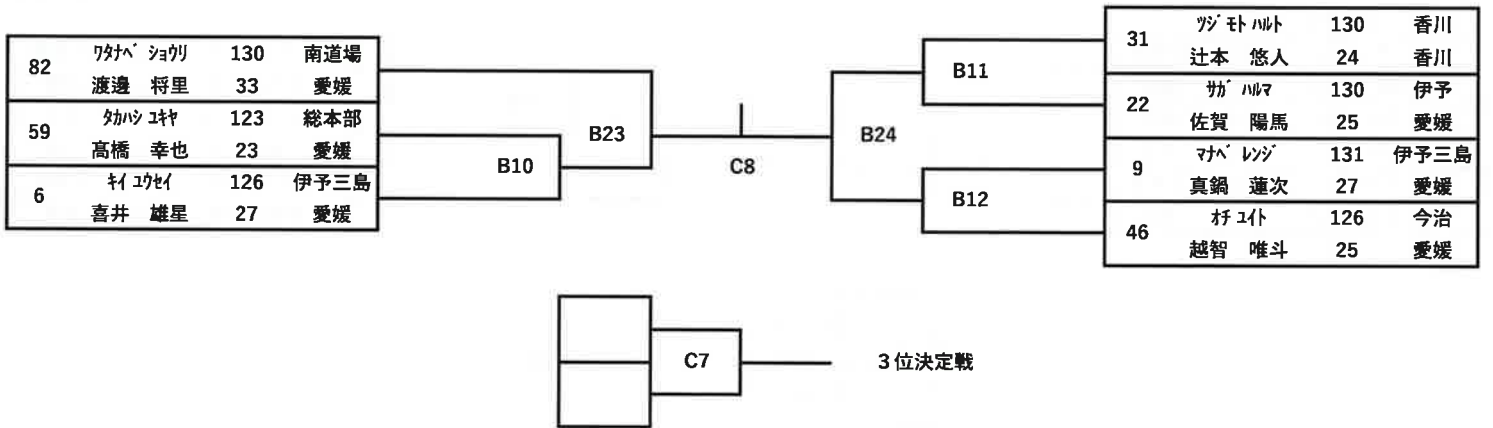 82 ワタナベ ショウリ 130 南道場
渡邊 将里 33 愛媛
59 タカハシ ユキヤ 123 総本部
髙橋 幸也 23 愛媛
6 キイ ユウセイ 126 伊予三島
喜井 雄星 27 愛媛
B10
B23
C8
B24
B11
B12
31 ツジモト ハルト 130 香川
辻本 悠人 24 香川
22 サガ ハルマ 130 伊予
佐賀 陽馬 25 愛媛
9 マナベ レンジ 131 伊予三島
真鍋 蓮次 27 愛媛
46 オチ ユイト 126 今治
越智 唯斗 25 愛媛
C7
3位決定戦